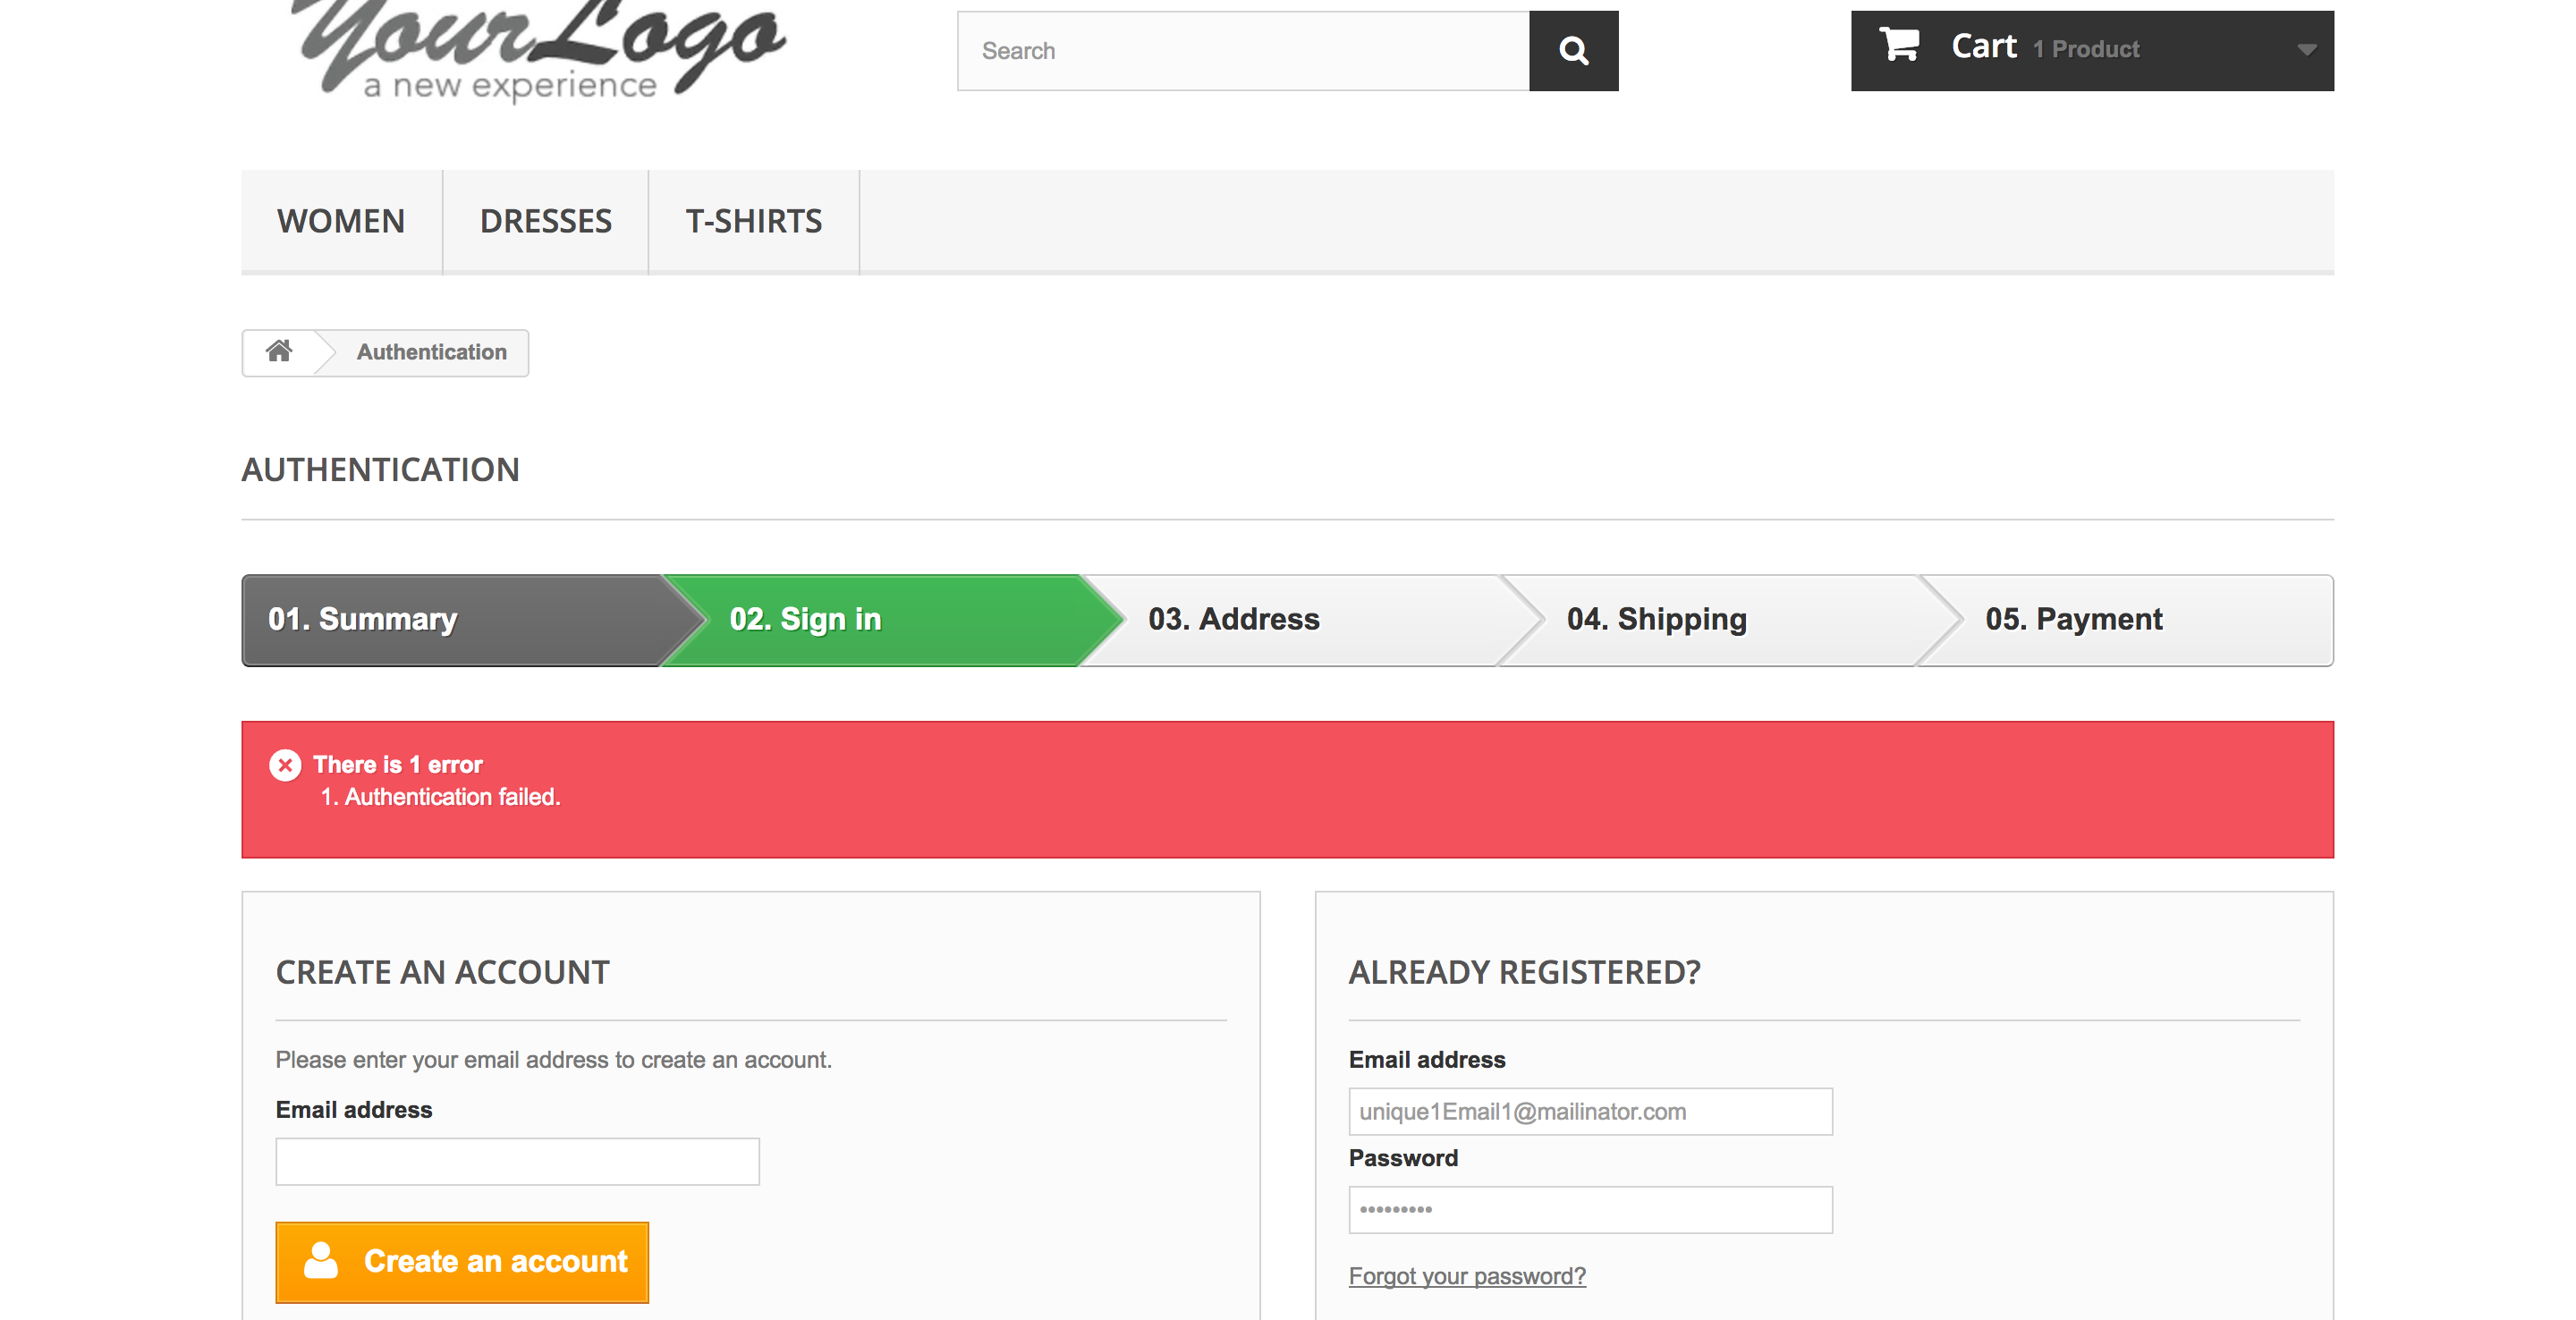 YourLogo
a new experience
Search
Cart 1 Product
WOMEN DRESSES T-SHIRTS
Authentication
AUTHENTICATION
01. Summary 02. Sign in 03. Address 04. Shipping 05. Payment
There is 1 error
1. Authentication failed.
CREATE AN ACCOUNT
Please enter your email address to create an account.
Email address
Create an account
ALREADY REGISTERED?
Email address
unique1Email1@mailinator.com
Password
•••••••••
Forgot your password?